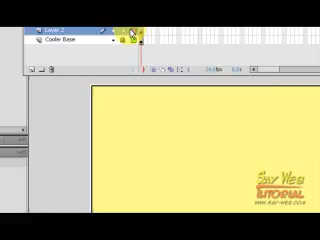 Layer 2
Cooler Base
SAY WEB
TUTORIAL
WWW.SAY-WEB.COM